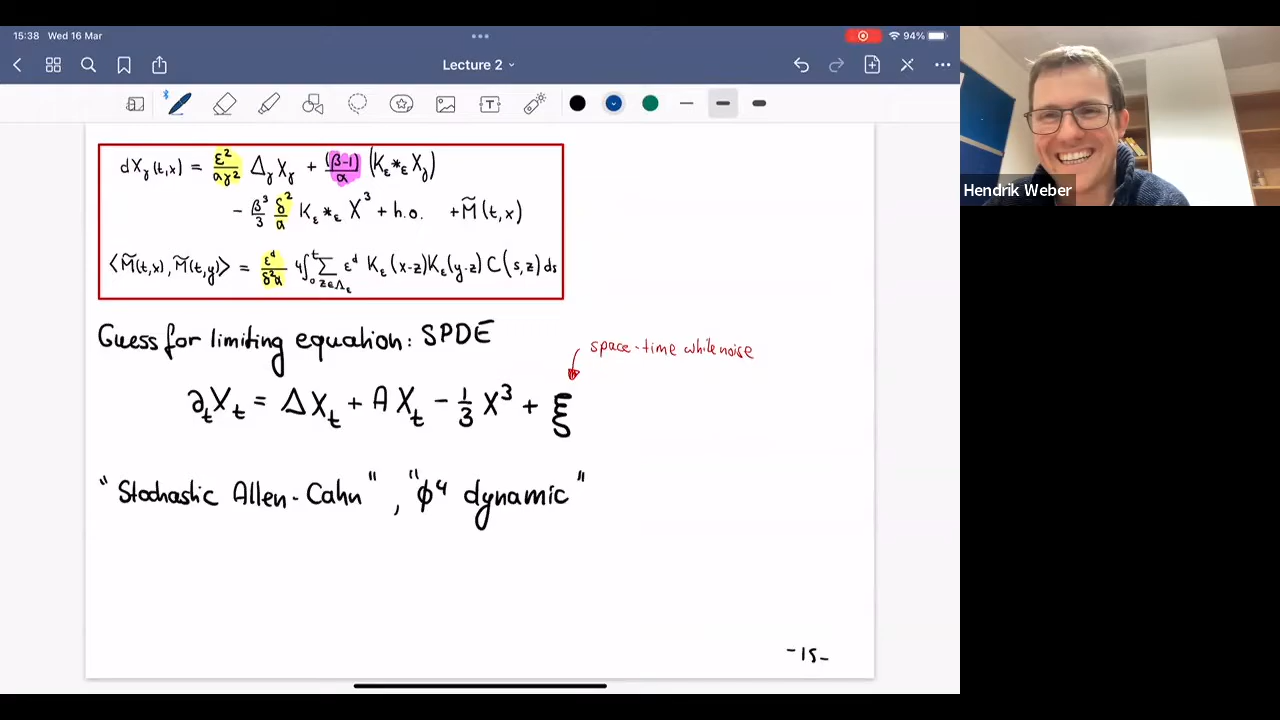 15:38 Wed 16 Mar
94%
Lecture 2
dX_γ(t,x) = ε²/αγ² Δ_γ X_γ + (β-1)/α (K_ε *_ε X_γ)
- β³/3 δ²/α K_ε *_ε X³ + h.o. + M̃(t,x)
⟨M̃(t,x), M̃(t,y)⟩ = ε^d/δ²α 4∫₀^t Σ_{z∈Λ_ε} ε^d K_ε(x-z)K_ε(y-z) C(s,z) ds
Guess for limiting equation: SPDE
space-time white noise
∂_t X_t = ΔX_t + A X_t - 1/3 X³ + ξ
"Stochastic Allen-Cahn", "φ⁴ dynamic"
-15-
Hendrik Weber